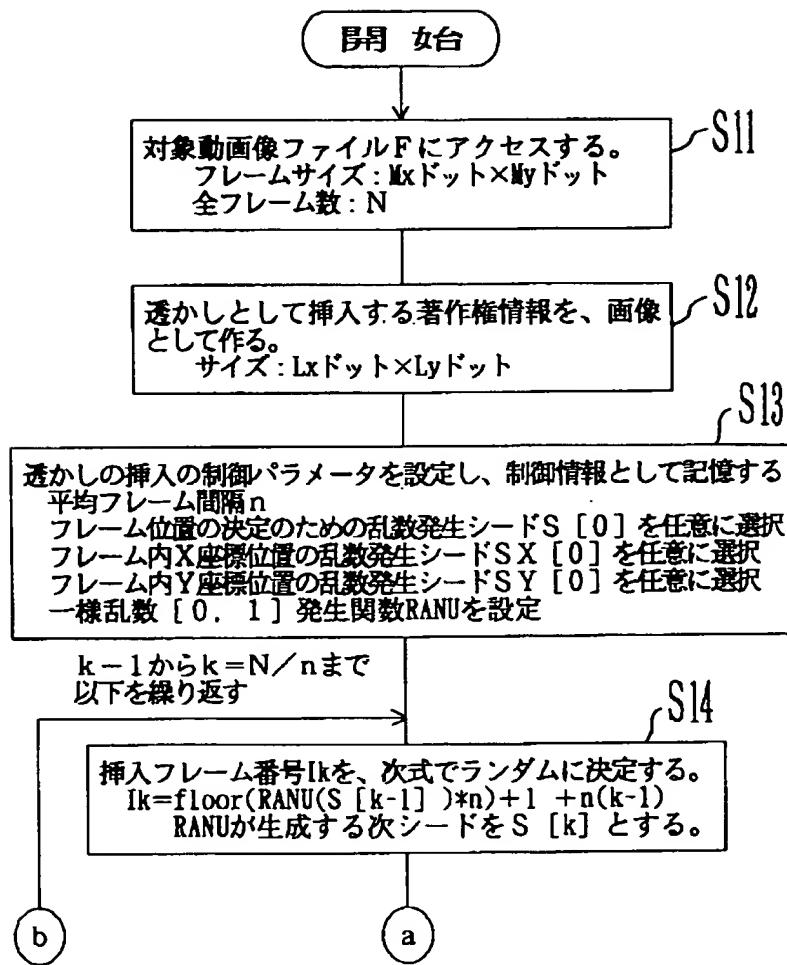 開 始
S11
対象動画像ファイルFにアクセスする。
フレームサイズ：Mxドット×Myドット
全フレーム数：N
S12
透かしとして挿入する著作権情報を、画像
として作る。
サイズ：Lxドット×Lyドット
S13
透かしの挿入の制御パラメータを設定し、制御情報として記憶する
平均フレーム間隔n
フレーム位置の決定のための乱数発生シードS［0］を任意に選択
フレーム内X座標位置の乱数発生シードSX［0］を任意に選択
フレーム内Y座標位置の乱数発生シードSY［0］を任意に選択
一様乱数［0．1］発生関数RANUを設定
k－1からk＝N／nまで
以下を繰り返す
S14
挿入フレーム番号Ikを、次式でランダムに決定する。
Ik=floor(RANU(S [k-1] )*n)+1 +n(k-1)
RANUが生成する次シードをS［k］とする。
b
a